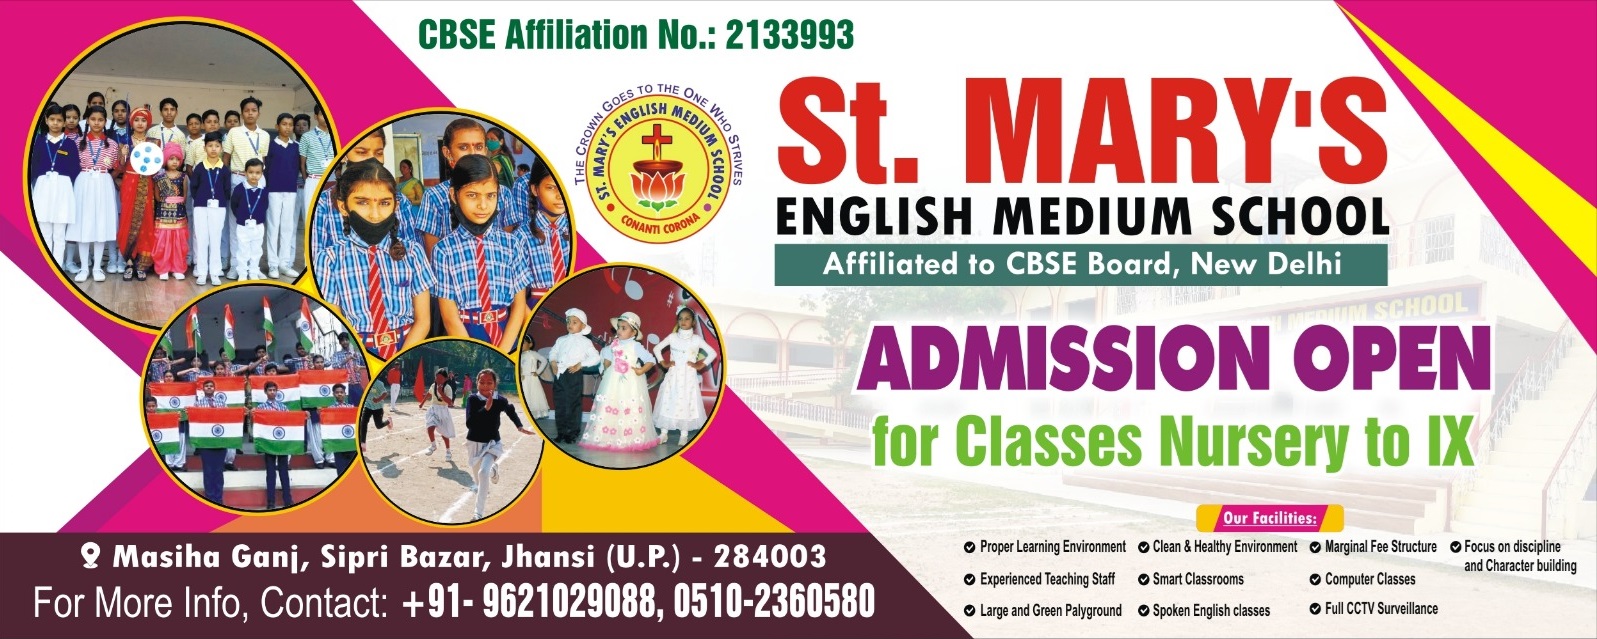 CBSE Affiliation No.: 2133993
THE CROWN GOES TO THE ONE WHO STRIVES
ST. MARY'S ENGLISH MEDIUM SCHOOL
CONANTI CORONA
St. MARY'S
ENGLISH MEDIUM SCHOOL
Affiliated to CBSE Board, New Delhi
MEDIUM SCHOOL
ADMISSION OPEN
for Classes Nursery to IX
Our Facilities:
Proper Learning Environment
Experienced Teaching Staff
Large and Green Palyground
Clean & Healthy Environment
Smart Classrooms
Spoken English classes
Marginal Fee Structure
Computer Classes
Full CCTV Surveillance
Focus on discipline
and Character building
Masiha Ganj, Sipri Bazar, Jhansi (U.P.) - 284003
For More Info, Contact: +91- 9621029088, 0510-2360580